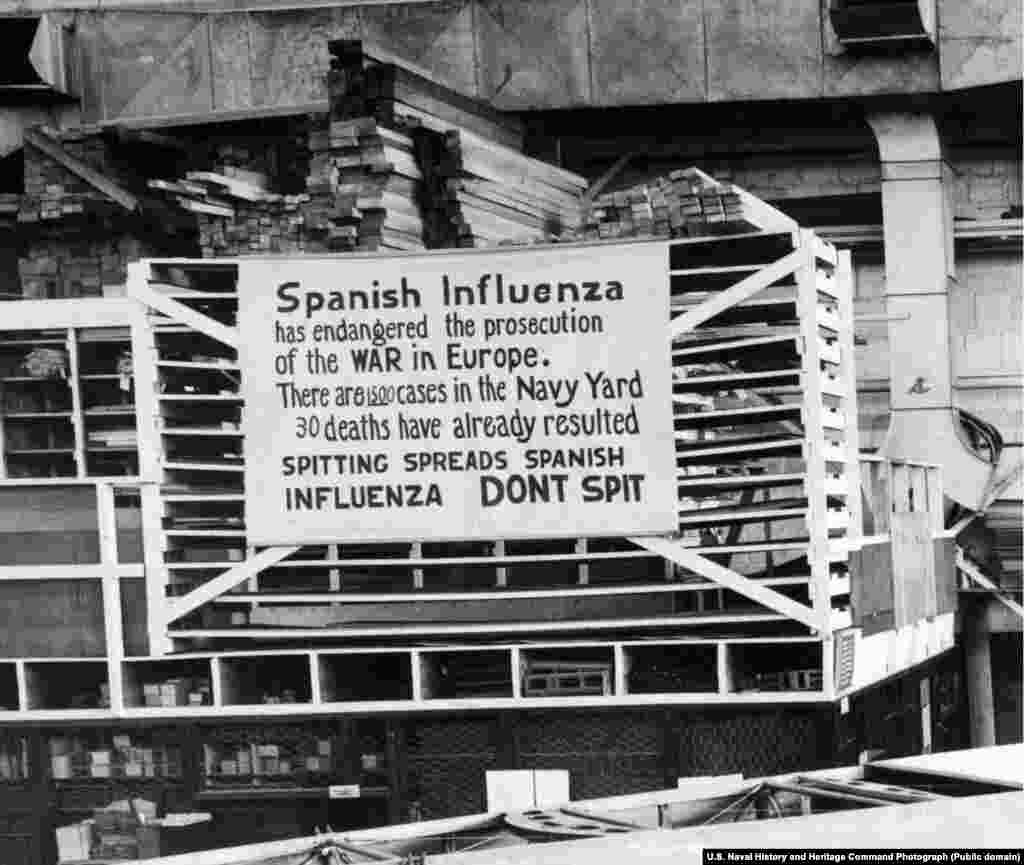 Spanish Influenza
has endangered the prosecution
of the WAR in Europe.
There are 1500 cases in the Navy Yard
30 deaths have already resulted
SPITTING SPREADS SPANISH
INFLUENZA DONT SPIT
U.S. Naval History and Heritage Command Photograph (Public domain)